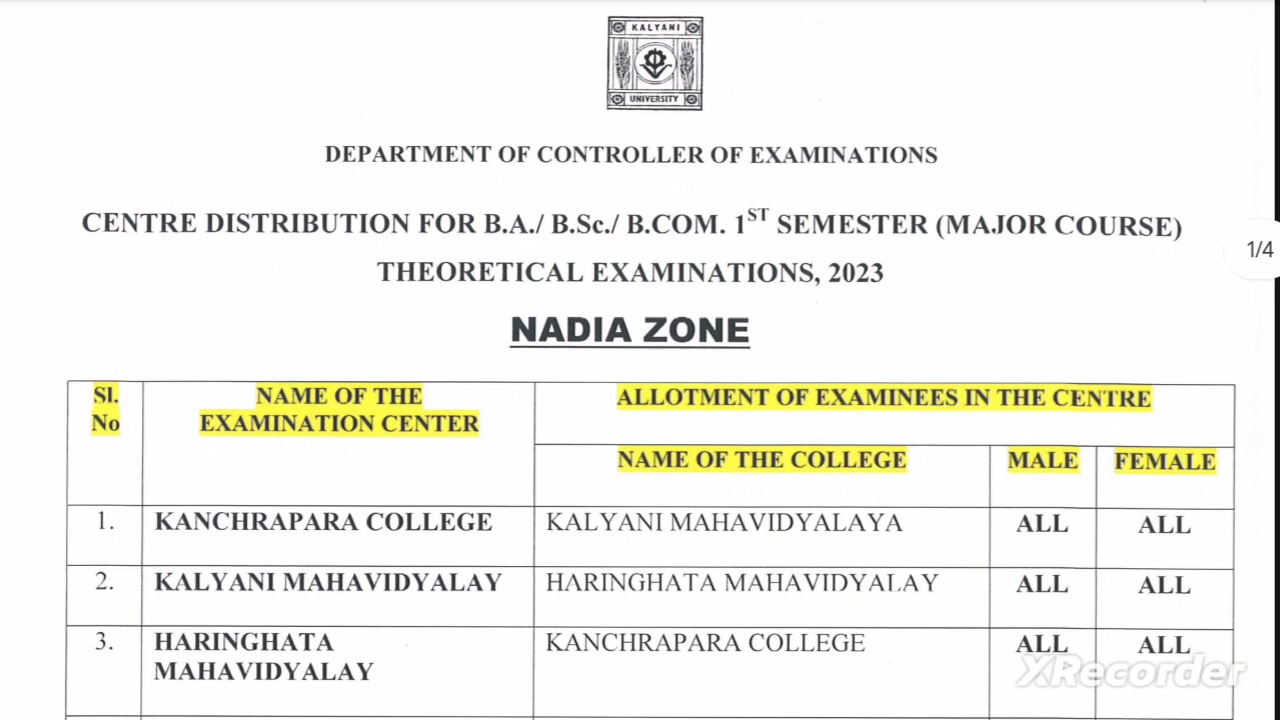 KALYANI
UNIVERSITY
DEPARTMENT OF CONTROLLER OF EXAMINATIONS
CENTRE DISTRIBUTION FOR B.A./ B.Sc./ B.COM. 1ST SEMESTER (MAJOR COURSE)
THEORETICAL EXAMINATIONS, 2023
1/4
NADIA ZONE
Sl. No
NAME OF THE
EXAMINATION CENTER
ALLOTMENT OF EXAMINEES IN THE CENTRE
NAME OF THE COLLEGE MALE FEMALE
1. KANCHRAPARA COLLEGE KALYANI MAHAVIDYALAYA ALL ALL
2. KALYANI MAHAVIDYALAY HARINGHATA MAHAVIDYALAY ALL ALL
3. HARINGHATA KANCHRAPARA COLLEGE ALL ALL
MAHAVIDYALAY
XRecorder